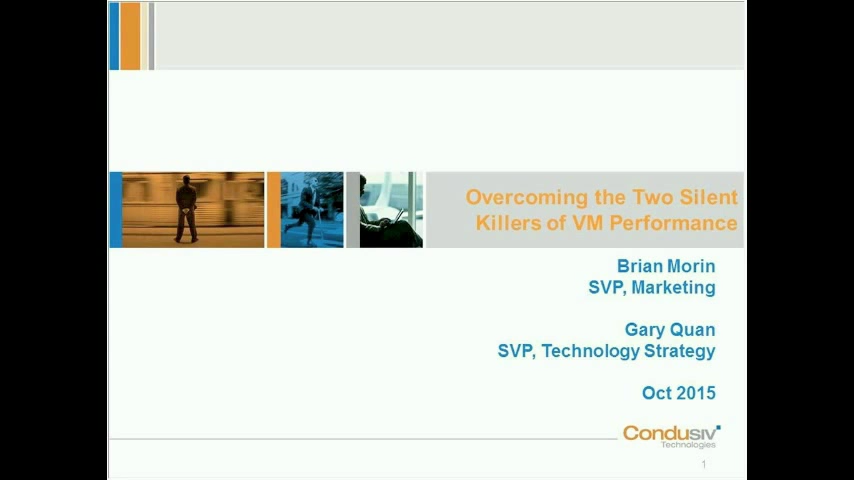 Overcoming the Two Silent
Killers of VM Performance
Brian Morin
SVP, Marketing
Gary Quan
SVP, Technology Strategy
Oct 2015
Condusiv
Technologies
1